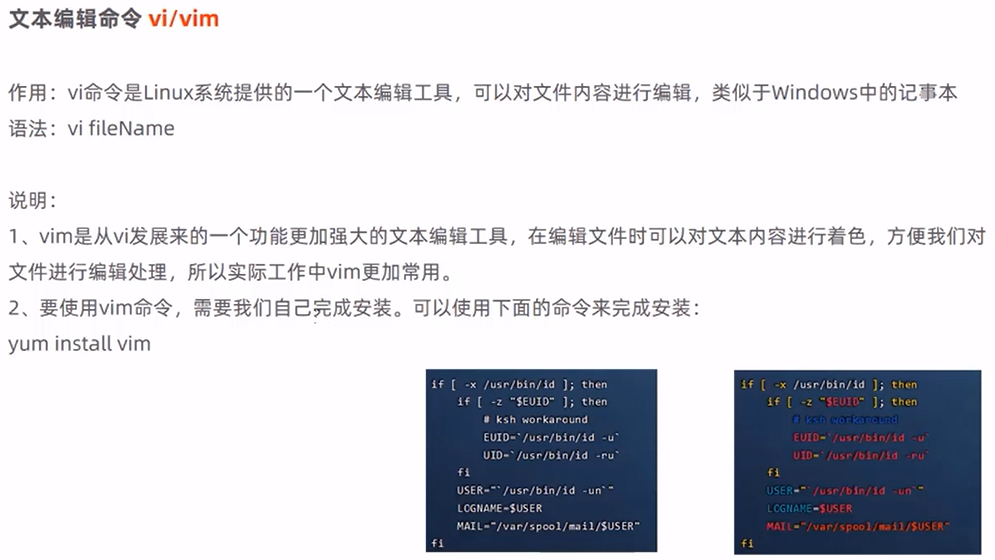 文本编辑命令 vi/vim
作用：vi命令是Linux系统提供的一个文本编辑工具，可以对文件内容进行编辑，类似于Windows中的记事本
语法：vi fileName
说明：
1、vim是从vi发展来的一个功能更加强大的文本编辑工具，在编辑文件时可以对文本内容进行着色，方便我们对
文件进行编辑处理，所以实际工作中vim更加常用。
2、要使用vim命令，需要我们自己完成安装。可以使用下面的命令来完成安装：
yum install vim
if [ -x /usr/bin/id ]; then
if [ -z "$EUID" ]; then
# ksh workaround
EUID=`/usr/bin/id -u`
UID=`/usr/bin/id -ru`
fi
USER="`/usr/bin/id -un`"
LOGNAME=$USER
MAIL="/var/spool/mail/$USER"
fi
if [ -x /usr/bin/id ]; then
if [ -z "$EUID" ]; then
# ksh workaround
EUID=`/usr/bin/id -u`
UID=`/usr/bin/id -ru`
fi
USER="`/usr/bin/id -un`"
LOGNAME=$USER
MAIL="/var/spool/mail/$USER"
fi